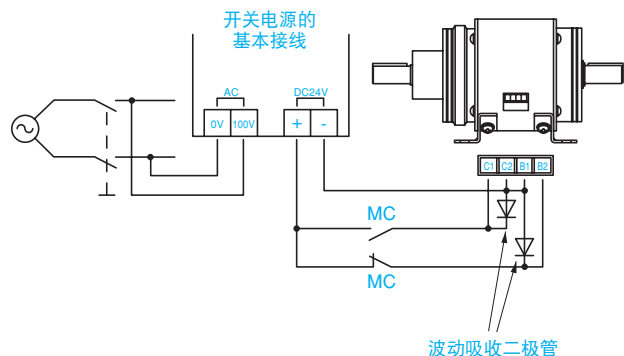 开关电源的
基本接线
AC
DC24V
0V 100V + -
C1 C2 B1 B2
MC
MC
波动吸收二极管